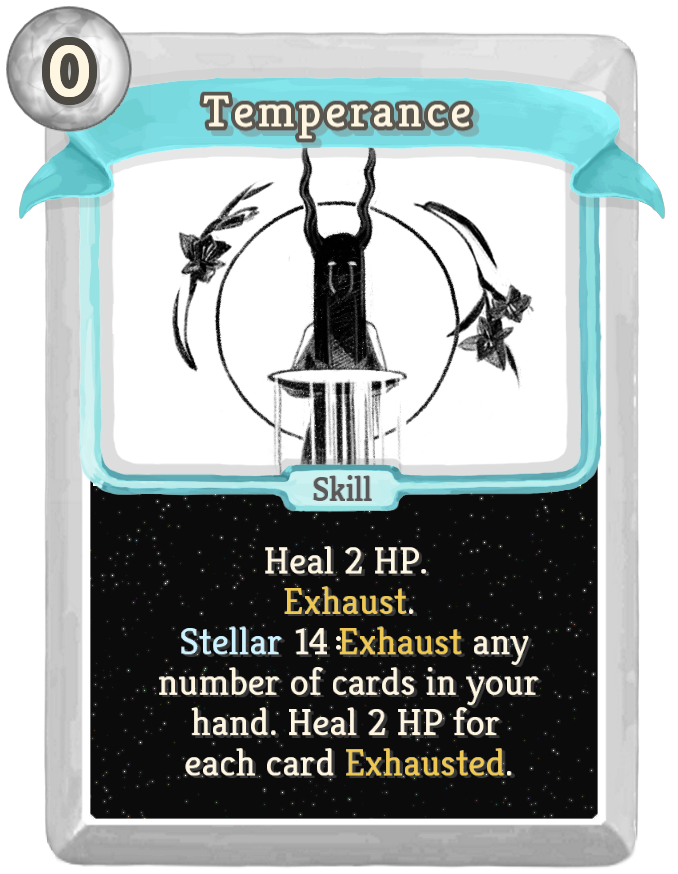 0
Temperance
Skill
Heal 2 HP.
Exhaust.
Stellar 14 :Exhaust any
number of cards in your
hand. Heal 2 HP for
each card Exhausted.